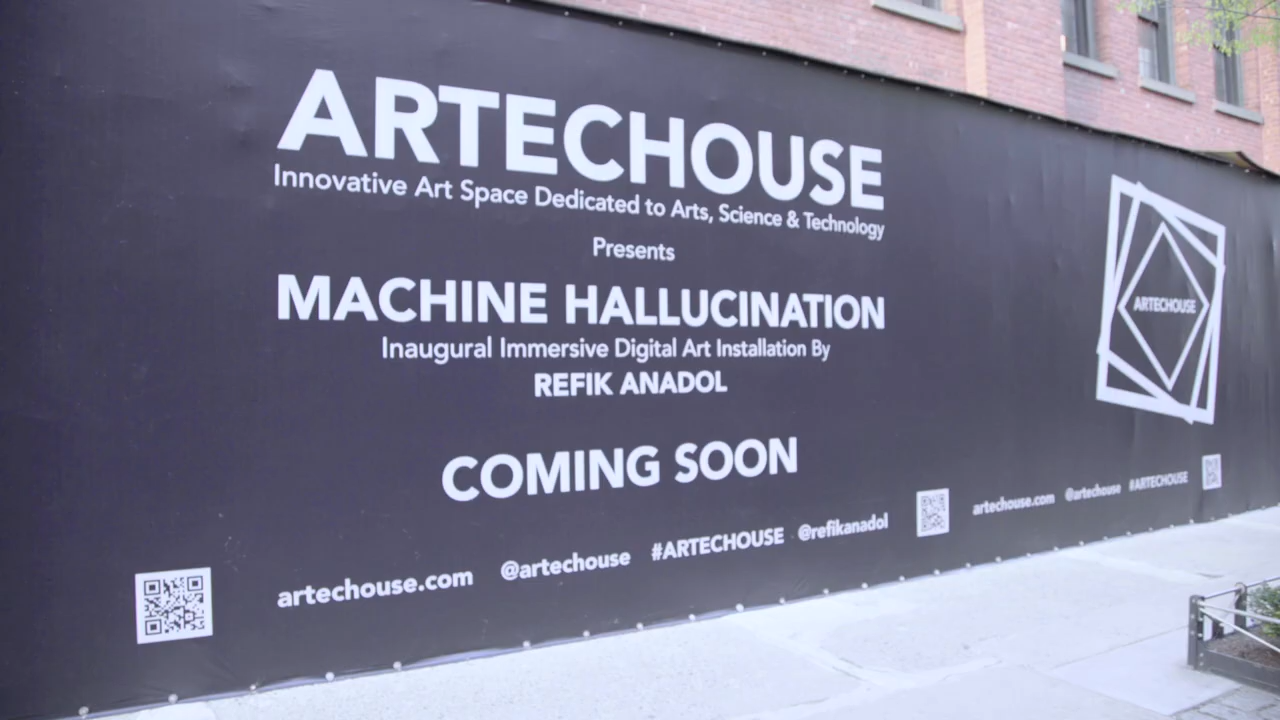 ARTECHOUSE
Innovative Art Space Dedicated to Arts, Science & Technology
Presents
MACHINE HALLUCINATION
Inaugural Immersive Digital Art Installation By
REFIK ANADOL
COMING SOON
artechouse.com @artechouse #ARTECHOUSE @refikanadol
ARTECHOUSE
artechouse.com @artechouse #ARTECHOUSE